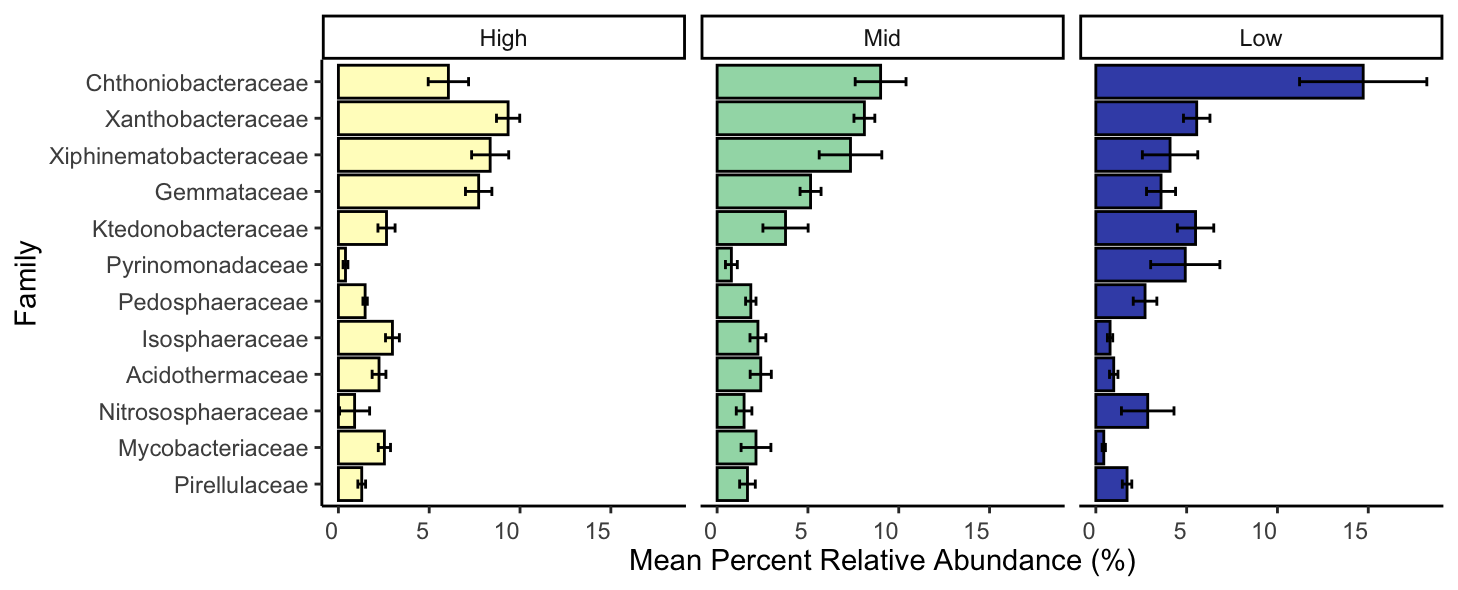 High Mid Low
Chthoniobacteraceae
Xanthobacteraceae
Xiphinematobacteraceae
Gemmataceae
Ktedonobacteraceae
Pyrinomonadaceae
Pedosphaeraceae
Isosphaeraceae
Acidothermaceae
Nitrososphaeraceae
Mycobacteriaceae
Pirellulaceae
Family
0 5 10 15 0 5 10 15 0 5 10 15
Mean Percent Relative Abundance (%)